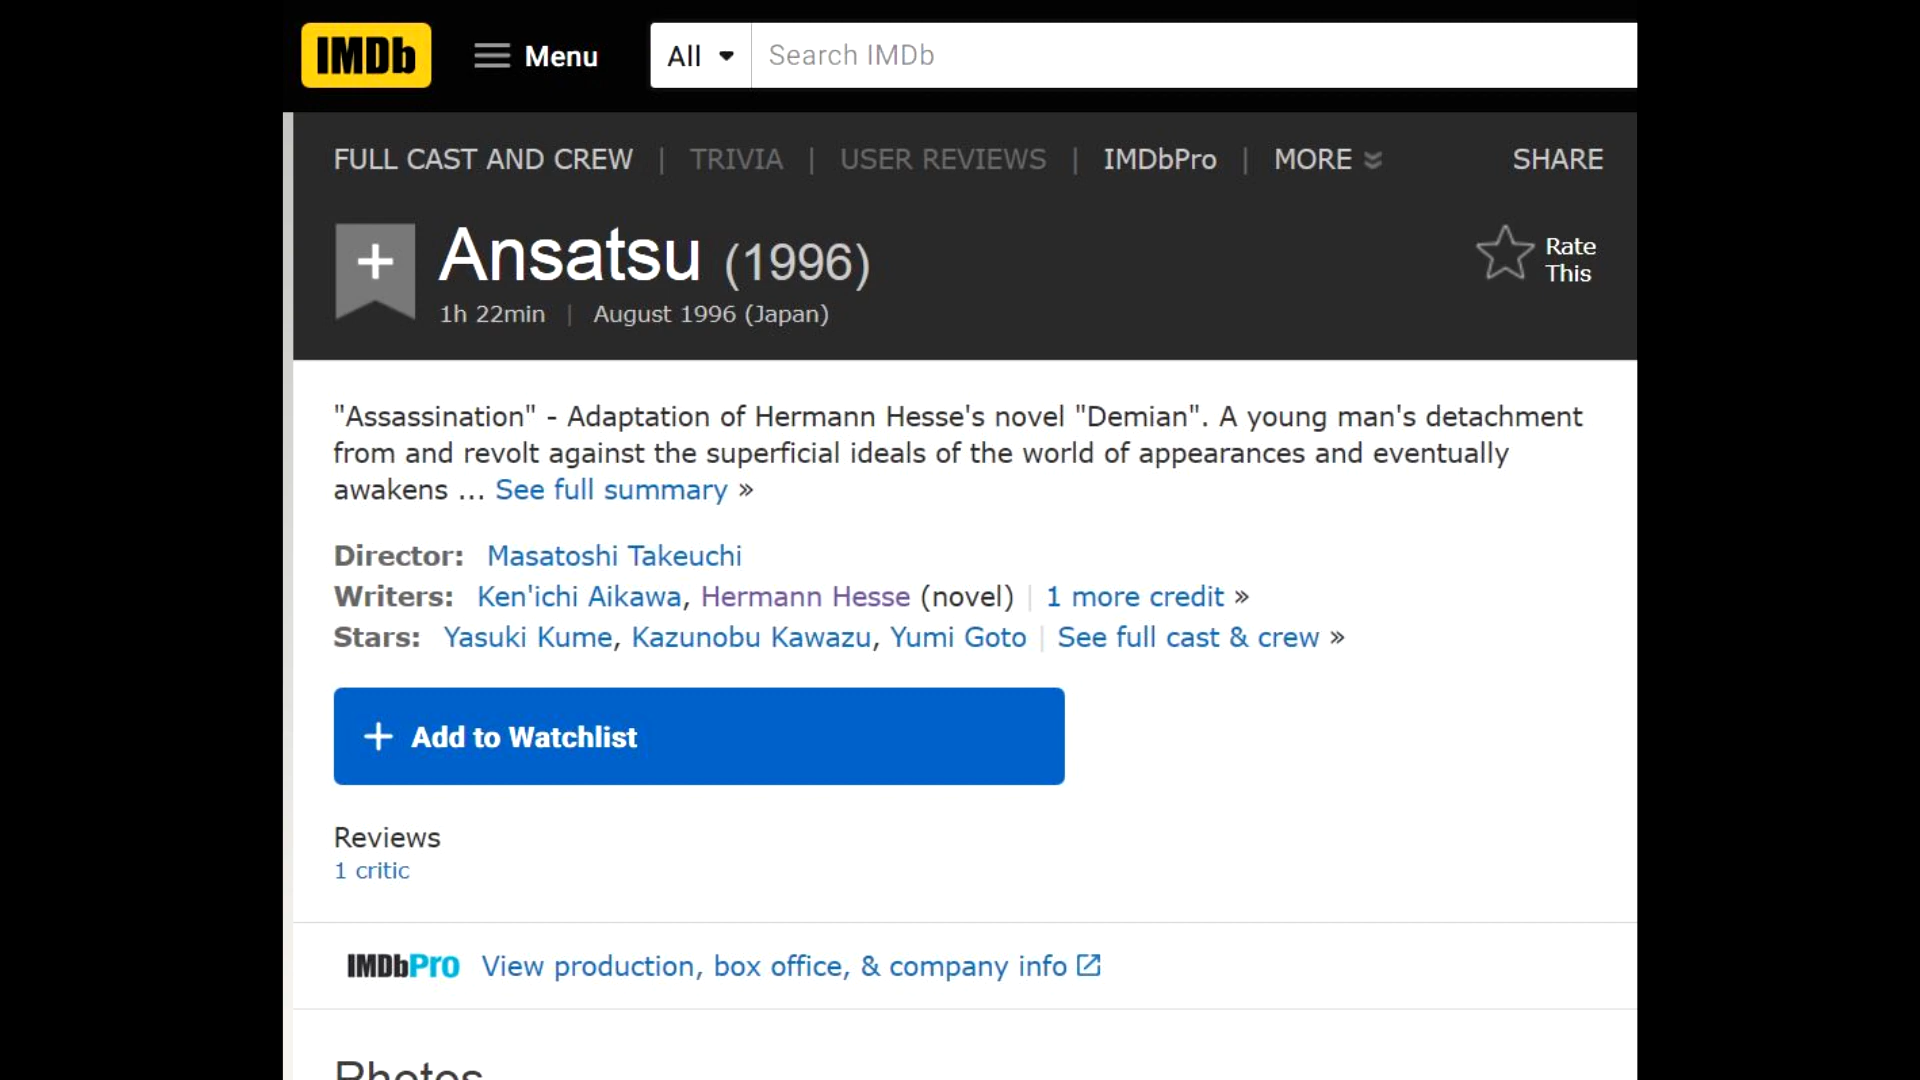 IMDb Menu All Search IMDb
FULL CAST AND CREW | TRIVIA | USER REVIEWS | IMDbPro | MORE SHARE
+ Ansatsu (1996)
Rate
This
1h 22min | August 1996 (Japan)
"Assassination" - Adaptation of Hermann Hesse's novel "Demian". A young man's detachment
from and revolt against the superficial ideals of the world of appearances and eventually
awakens ... See full summary »
Director: Masatoshi Takeuchi
Writers: Ken'ichi Aikawa, Hermann Hesse (novel) | 1 more credit »
Stars: Yasuki Kume, Kazunobu Kawazu, Yumi Goto | See full cast & crew »
+ Add to Watchlist
Reviews
1 critic
IMDbPro View production, box office, & company info
Photos